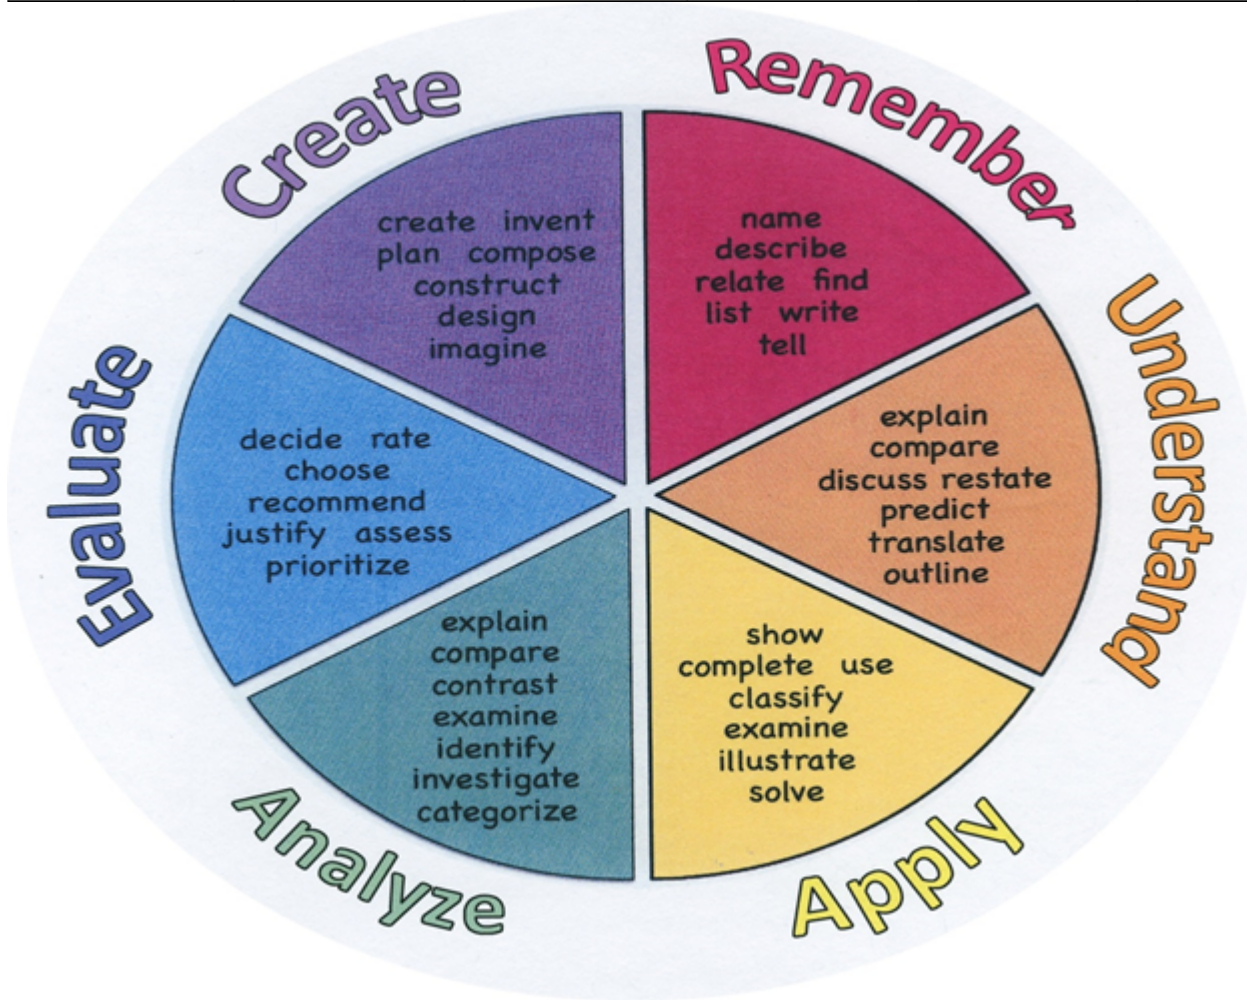 Remember
name
describe
relate find
list write
tell
Understand
explain
compare
discuss restate
predict
translate
outline
Apply
show
complete use
classify
examine
illustrate
solve
Analyze
explain
compare
contrast
examine
identify
investigate
categorize
Evaluate
decide rate
choose
recommend
justify assess
prioritize
Create
create invent
plan compose
construct
design
imagine